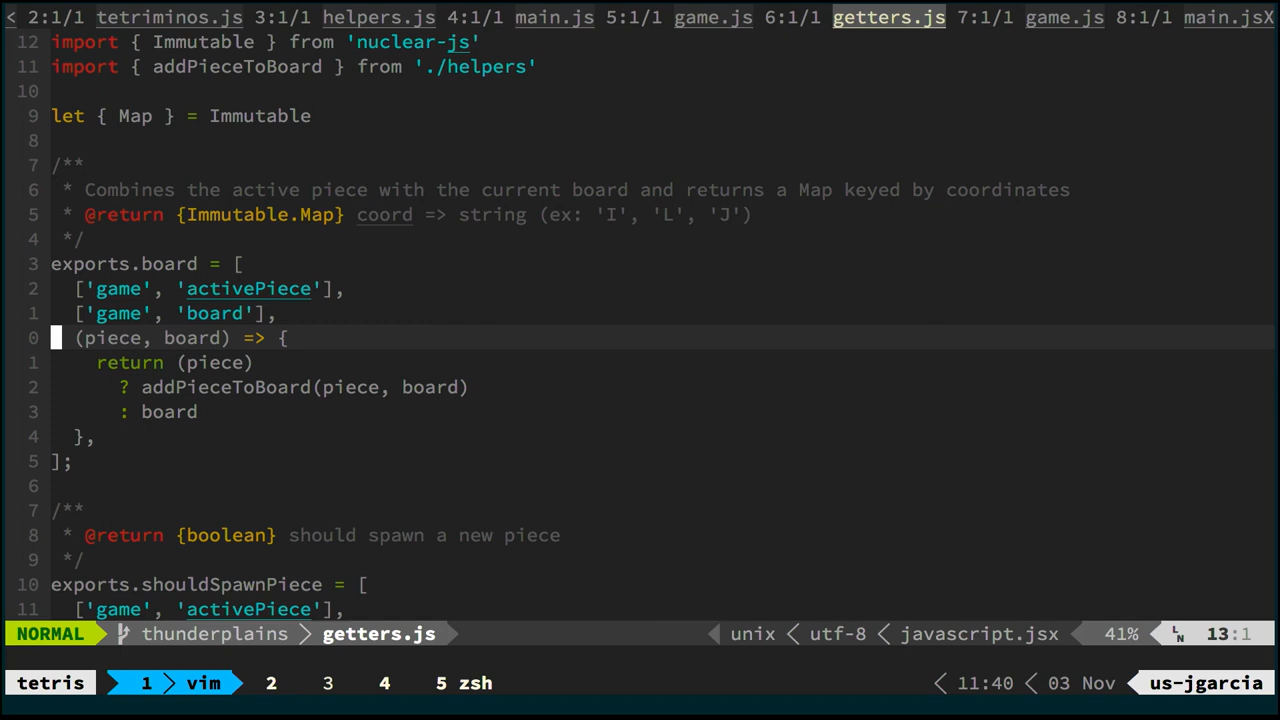 < 2:1/1 tetriminos.js 3:1/1 helpers.js 4:1/1 main.js 5:1/1 game.js 6:1/1 getters.js 7:1/1 game.js 8:1/1 main.jsX
12 import { Immutable } from 'nuclear-js'
11 import { addPieceToBoard } from './helpers'
10
9 let { Map } = Immutable
8
7 /**
6  * Combines the active piece with the current board and returns a Map keyed by coordinates
5  * @return {Immutable.Map} coord => string (ex: 'I', 'L', 'J')
4  */
3 exports.board = [
2   ['game', 'activePiece'],
1   ['game', 'board'],
0   (piece, board) => {
1     return (piece)
2       ? addPieceToBoard(piece, board)
3       : board
4   },
5 ];
6
7 /**
8  * @return {boolean} should spawn a new piece
9  */
10 exports.shouldSpawnPiece = [
11   ['game', 'activePiece'],
NORMAL thunderplains getters.js unix utf-8 javascript.jsx 41% LN 13:1
tetris 1 vim 2 3 4 5 zsh 11:40 03 Nov us-jgarcia